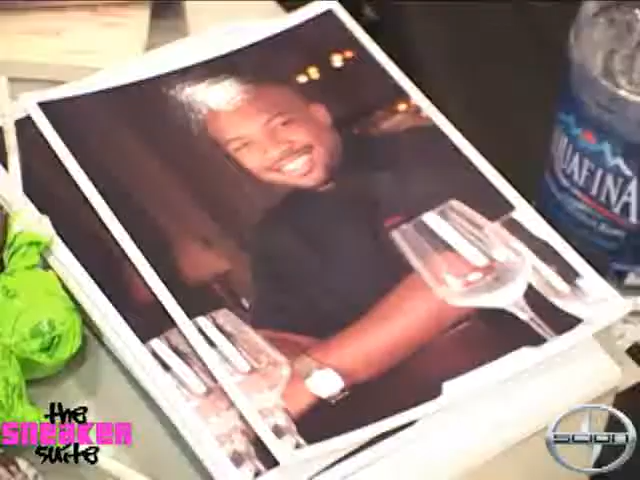 AQUAFINA
the
sneaker
suite
SCION